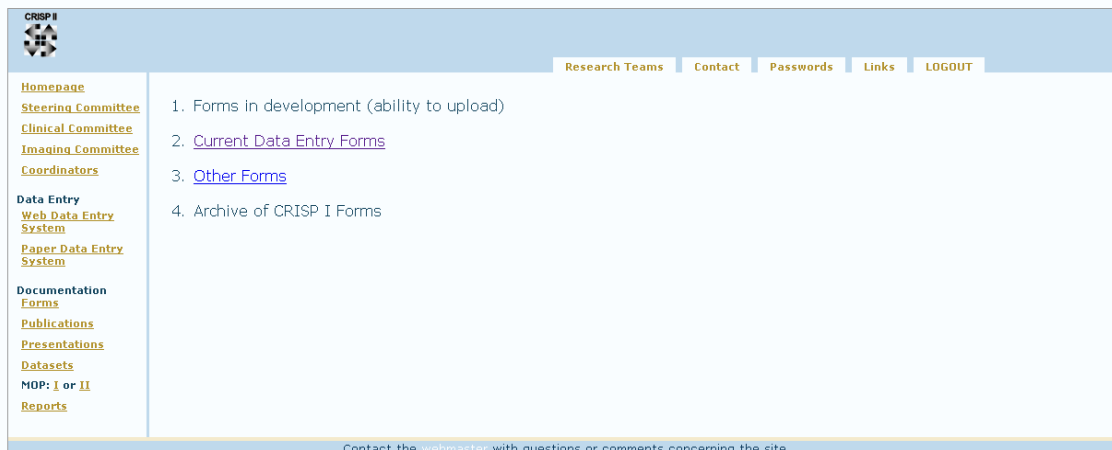 CRISP II
Research Teams Contact Passwords Links LOGOUT
Homepage
Steering Committee
Clinical Committee
Imaging Committee
Coordinators
Data Entry
Web Data Entry
System
Paper Data Entry
System
Documentation
Forms
Publications
Presentations
Datasets
MOP: I or II
Reports
1. Forms in development (ability to upload)
2. Current Data Entry Forms
3. Other Forms
4. Archive of CRISP I Forms
Contact the webmaster with questions or comments concerning the site